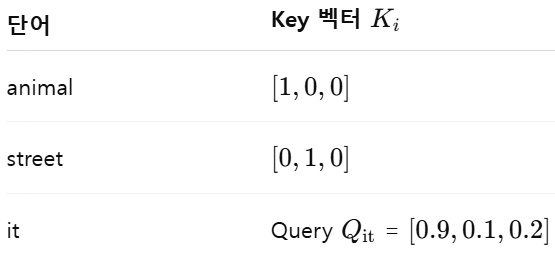 단어 Key 벡터 K_i
animal [1, 0, 0]
street [0, 1, 0]
it Query Q_it = [0.9, 0.1, 0.2]